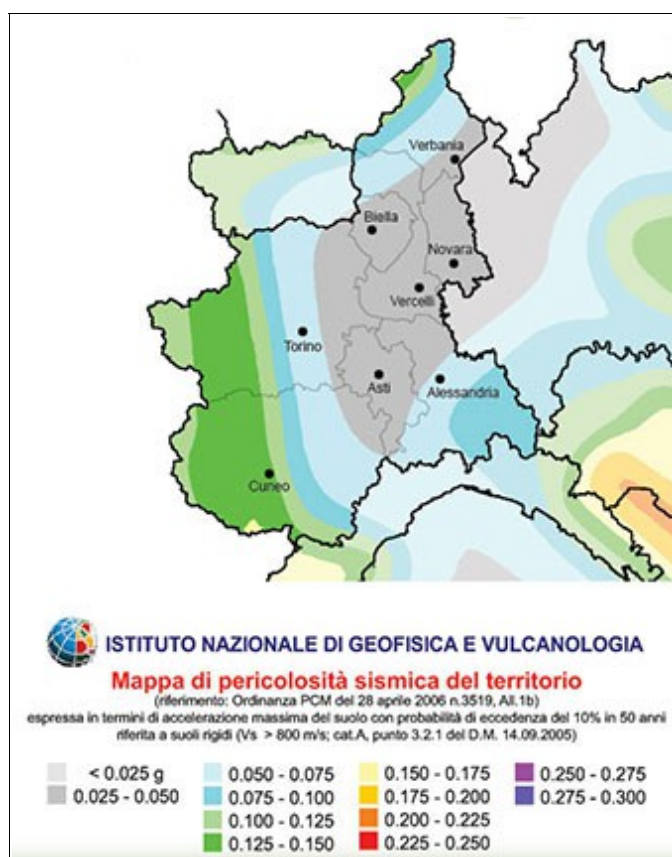 Verbania
Biella
Novara
Vercelli
Torino
Asti
Alessandria
Cuneo
ISTITUTO NAZIONALE DI GEOFISICA E VULCANOLOGIA
Mappa di pericolosità sismica del territorio
(riferimento: Ordinanza PCM del 28 aprile 2006 n.3519, All.1b)
espressa in termini di accelerazione massima del suolo con probabilità di eccedenza del 10% in 50 anni
riferita a suoli rigidi (Vs > 800 m/s; cat.A, punto 3.2.1 del D.M. 14.09.2005)
< 0.025 g 0.050 - 0.075 0.150 - 0.175 0.250 - 0.275
0.025 - 0.050 0.075 - 0.100 0.175 - 0.200 0.275 - 0.300
0.100 - 0.125 0.200 - 0.225
0.125 - 0.150 0.225 - 0.250